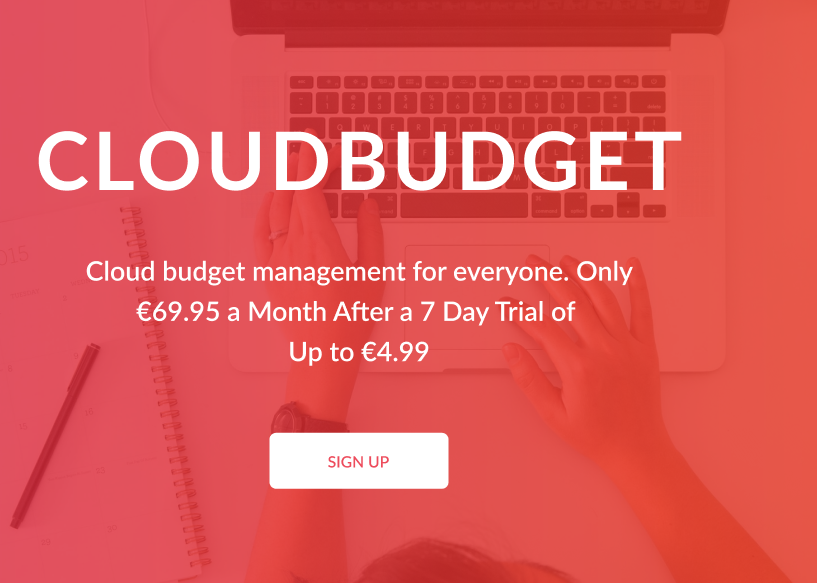 CLOUDBUDGET
Cloud budget management for everyone. Only
€69.95 a Month After a 7 Day Trial of
Up to €4.99
SIGN UP
2015